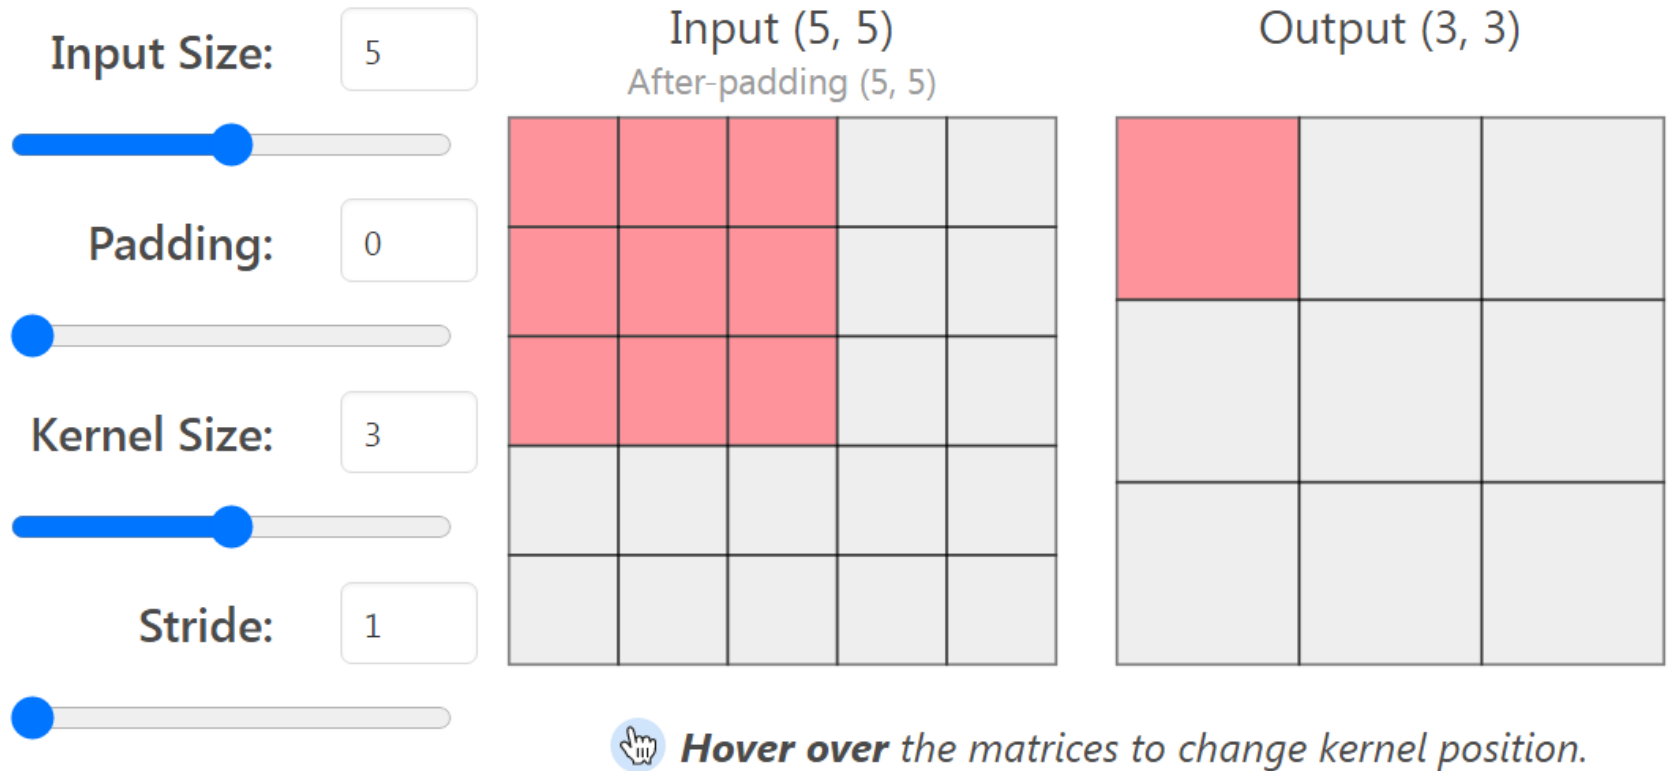 Input Size:
5
Padding:
0
Kernel Size:
3
Stride:
1
Input (5, 5)
After-padding (5, 5)
Output (3, 3)
Hover over the matrices to change kernel position.